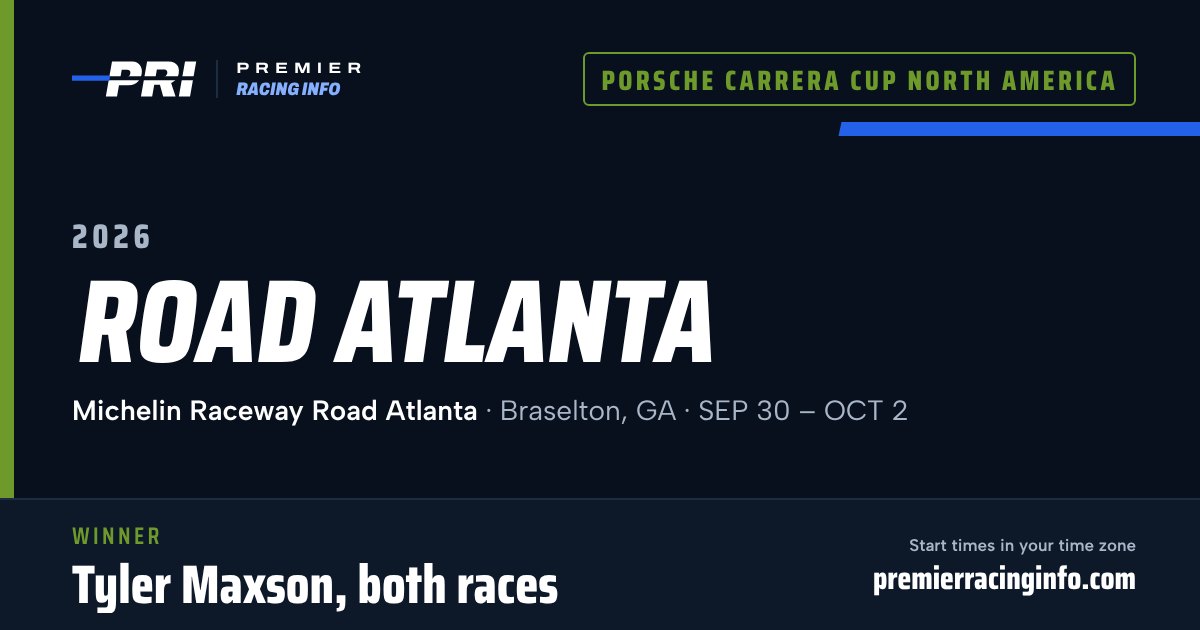 PRI PREMIER
RACING INFO
PORSCHE CARRERA CUP NORTH AMERICA
2026
ROAD ATLANTA
Michelin Raceway Road Atlanta · Braselton, GA · SEP 30 – OCT 2
WINNER
Tyler Maxson, both races
Start times in your time zone
premierracinginfo.com